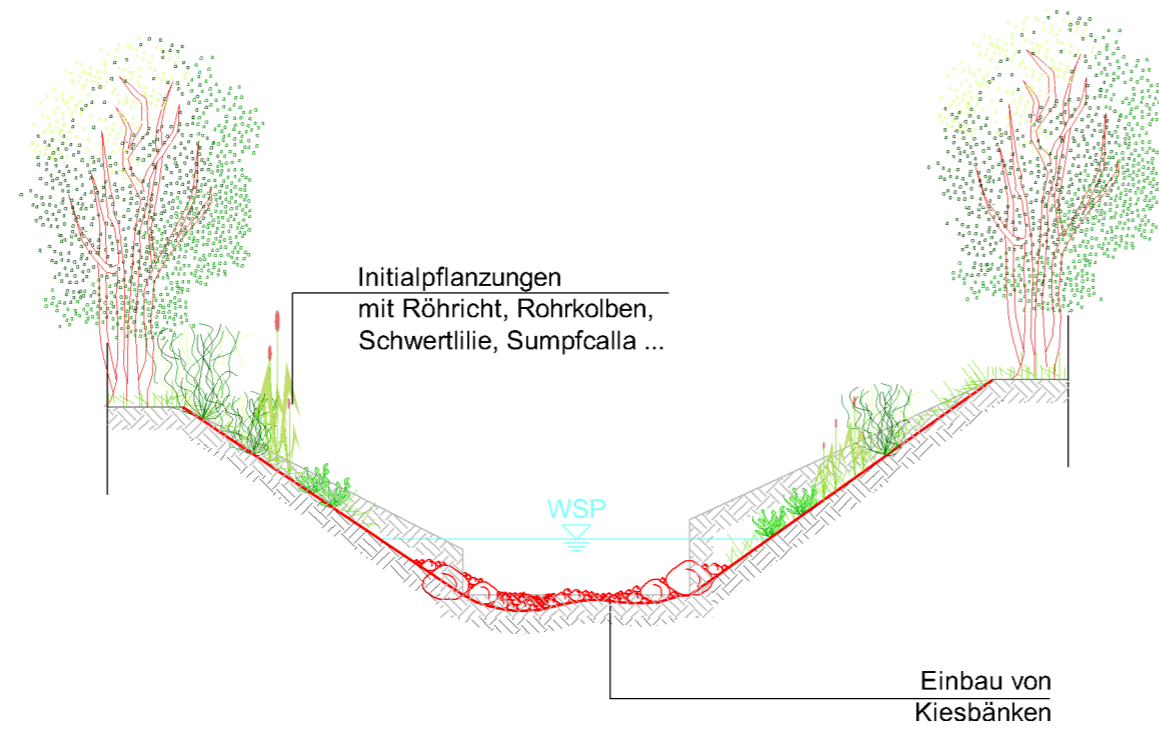 Initialpflanzungen
mit Röhricht, Rohrkolben,
Schwertlilie, Sumpfcalla ...
WSP
Einbau von
Kiesbänken